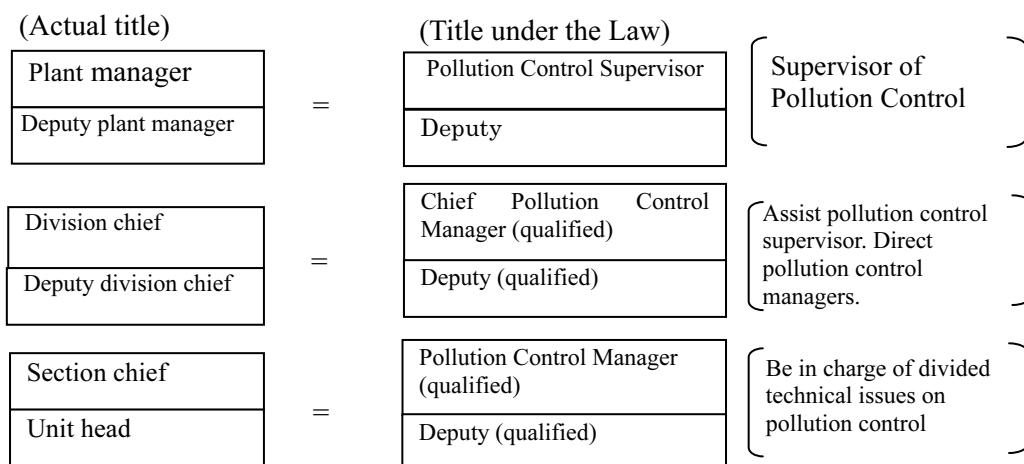 (Actual title)
(Title under the Law)
Plant manager
Deputy plant manager
=
Pollution Control Supervisor
Deputy
Supervisor of
Pollution Control
Division chief
Deputy division chief
=
Chief Pollution Control
Manager (qualified)
Deputy (qualified)
Assist pollution control
supervisor. Direct
pollution control
managers.
Section chief
Unit head
=
Pollution Control Manager
(qualified)
Deputy (qualified)
Be in charge of divided
technical issues on
pollution control